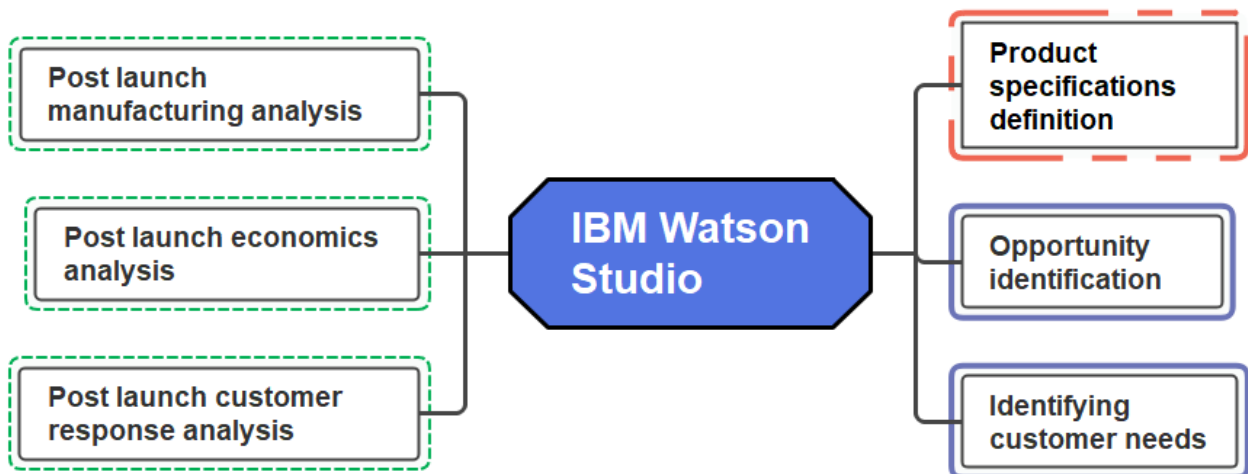 Post launch
manufacturing analysis
Post launch economics
analysis
Post launch customer
response analysis
IBM Watson
Studio
Product
specifications
definition
Opportunity
identification
Identifying
customer needs